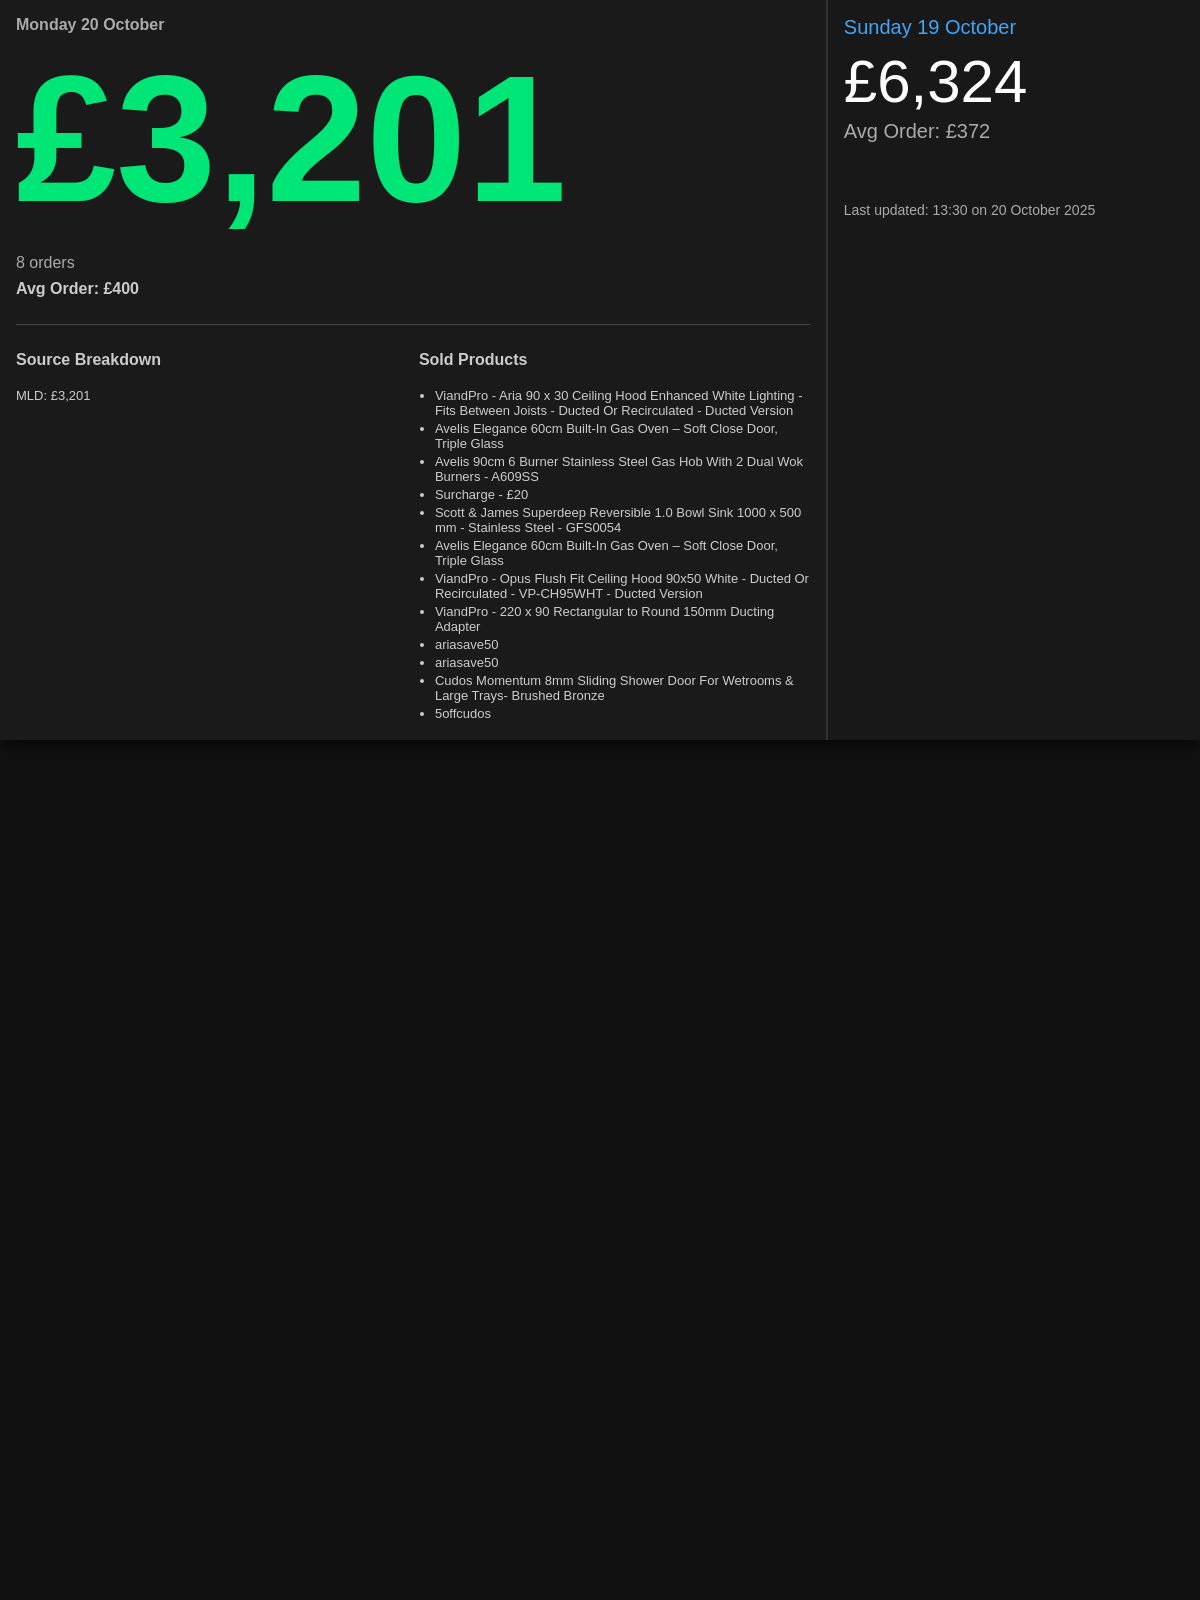 Monday 20 October
£3,201
8 orders
Avg Order: £400
Source Breakdown
MLD: £3,201
Sold Products
• ViandPro - Aria 90 x 30 Ceiling Hood Enhanced White Lighting -
Fits Between Joists - Ducted Or Recirculated - Ducted Version
• Avelis Elegance 60cm Built-In Gas Oven – Soft Close Door,
Triple Glass
• Avelis 90cm 6 Burner Stainless Steel Gas Hob With 2 Dual Wok
Burners - A609SS
• Surcharge - £20
• Scott & James Superdeep Reversible 1.0 Bowl Sink 1000 x 500
mm - Stainless Steel - GFS0054
• Avelis Elegance 60cm Built-In Gas Oven – Soft Close Door,
Triple Glass
• ViandPro - Opus Flush Fit Ceiling Hood 90x50 White - Ducted Or
Recirculated - VP-CH95WHT - Ducted Version
• ViandPro - 220 x 90 Rectangular to Round 150mm Ducting
Adapter
• ariasave50
• ariasave50
• Cudos Momentum 8mm Sliding Shower Door For Wetrooms &
Large Trays- Brushed Bronze
• 5offcudos
Sunday 19 October
£6,324
Avg Order: £372
Last updated: 13:30 on 20 October 2025